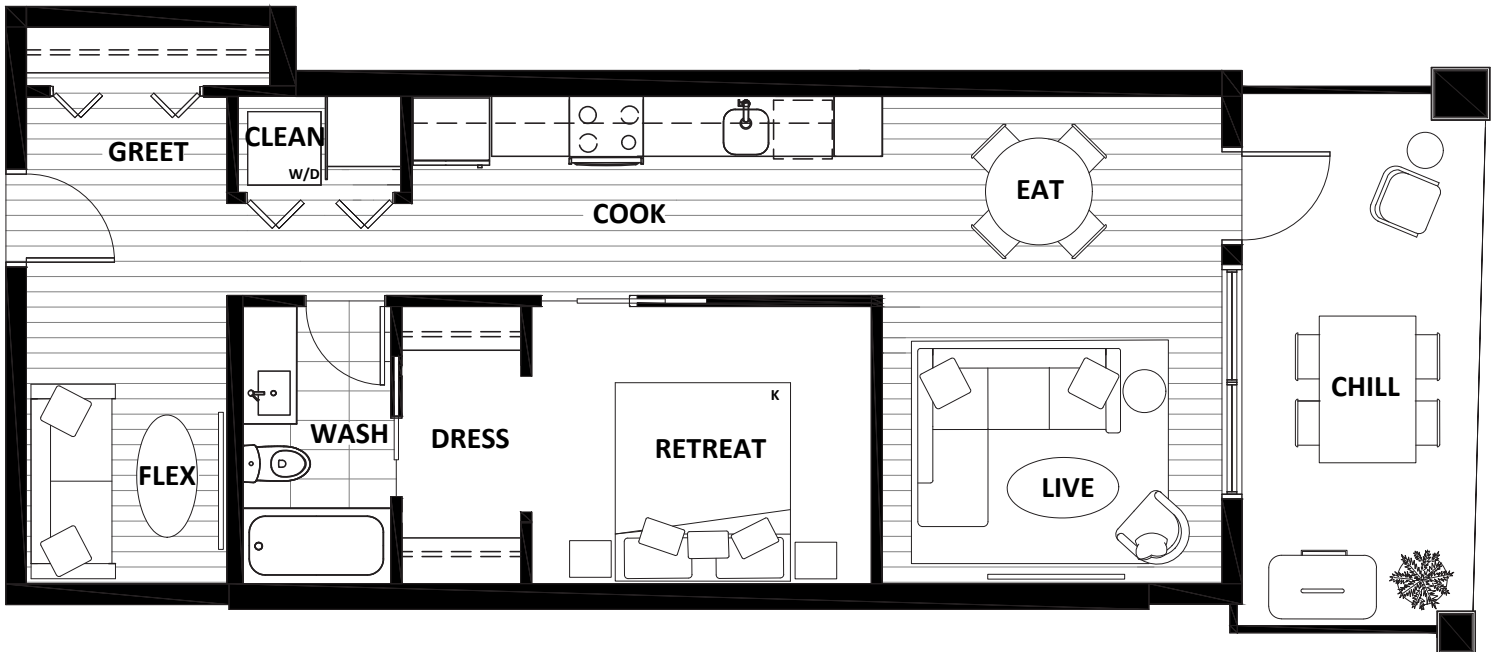 GREET
CLEAN
W/D
COOK
EAT
FLEX
WASH
DRESS
K
RETREAT
LIVE
CHILL